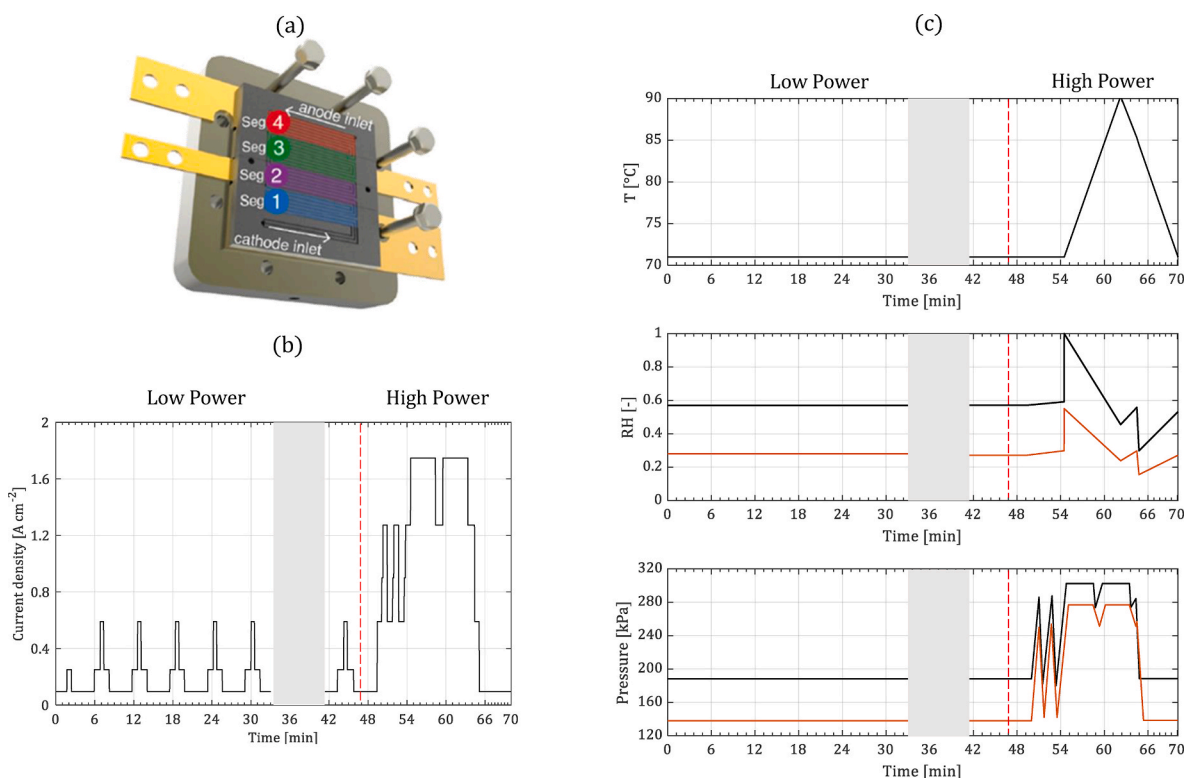 (a)
anode inlet
Seg 4
Seg 3
Seg 2
Seg 1
cathode inlet
(b)
Low Power
High Power
Current density [A cm⁻²]
2
1.6
1.2
0.8
0.4
0
0 6 12 18 24 30 36 42 48 54 60 66 70
Time [min]
(c)
Low Power
High Power
T [°C]
90
85
80
75
70
0 6 12 18 24 30 36 42 48 54 60 66 70
Time [min]
RH [-]
1
0.8
0.6
0.4
0.2
0
0 6 12 18 24 30 36 42 48 54 60 66 70
Time [min]
Pressure [kPa]
320
280
240
200
160
120
0 6 12 18 24 30 36 42 48 54 60 66 70
Time [min]